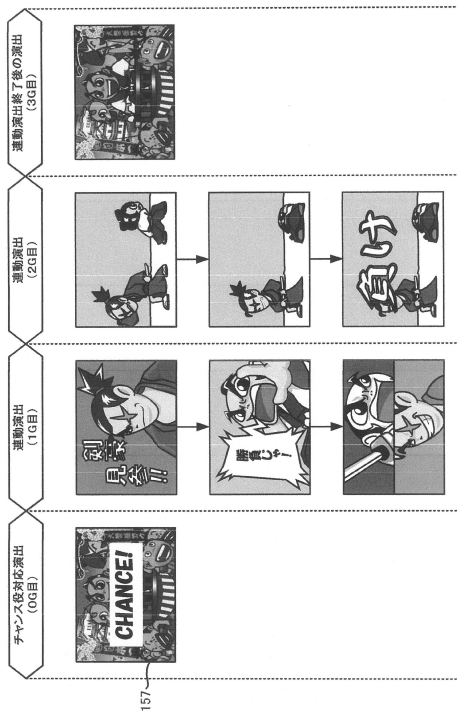 チャンス役対応演出
(0G目)
連動演出
(1G目)
連動演出
(2G目)
連動演出終了後の演出
(3G目)
CHANCE!
157
剣豪
見参!!
勝負じゃー!
負け